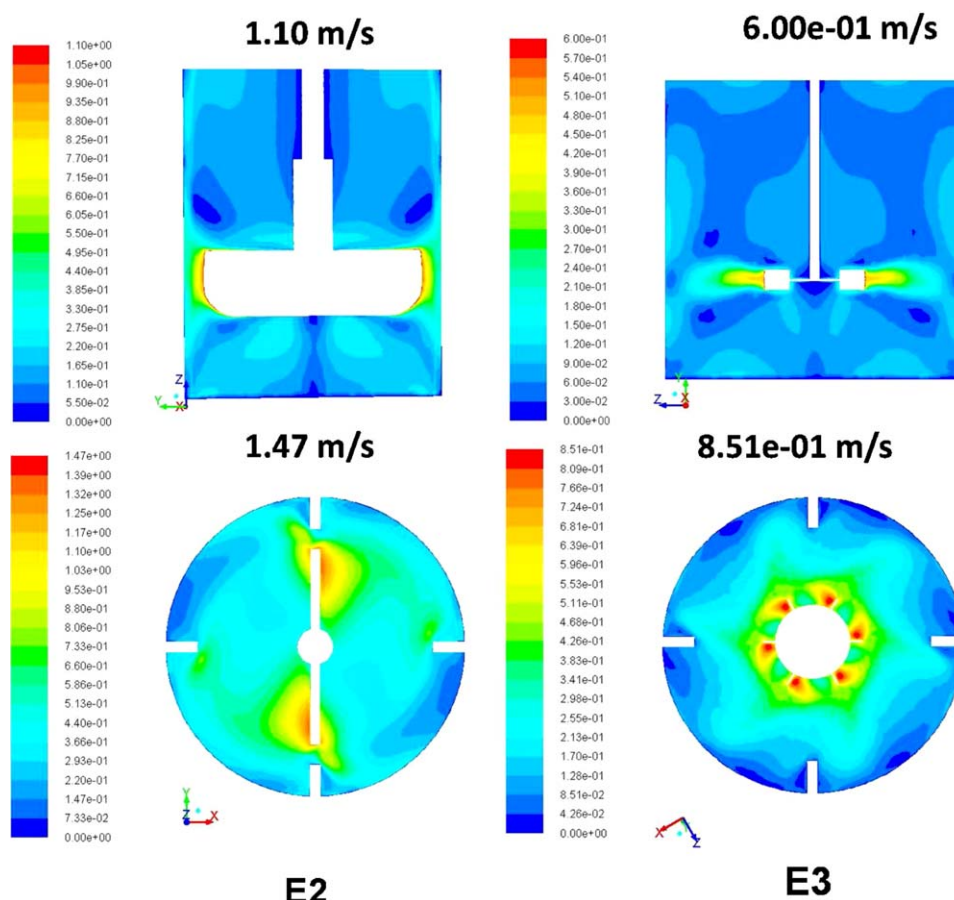 1.10 m/s
1.10e+00
1.05e+00
9.90e-01
9.35e-01
8.80e-01
8.25e-01
7.70e-01
7.15e-01
6.60e-01
6.05e-01
5.50e-01
4.95e-01
4.40e-01
3.85e-01
3.30e-01
2.75e-01
2.20e-01
1.65e-01
1.10e-01
5.50e-02
0.00e+00
Z
Y
X
6.00e-01 m/s
6.00e-01
5.70e-01
5.40e-01
5.10e-01
4.80e-01
4.50e-01
4.20e-01
3.90e-01
3.60e-01
3.30e-01
3.00e-01
2.70e-01
2.40e-01
2.10e-01
1.80e-01
1.50e-01
1.20e-01
9.00e-02
6.00e-02
3.00e-02
0.00e+00
Y
Z
X
1.47 m/s
1.47e+00
1.39e+00
1.32e+00
1.25e+00
1.17e+00
1.10e+00
1.03e+00
9.53e-01
8.80e-01
8.06e-01
7.33e-01
6.60e-01
5.86e-01
5.13e-01
4.40e-01
3.66e-01
2.93e-01
2.20e-01
1.47e-01
7.33e-02
0.00e+00
Y
Z
X
E2
8.51e-01 m/s
8.51e-01
8.09e-01
7.66e-01
7.24e-01
6.81e-01
6.39e-01
5.96e-01
5.53e-01
5.11e-01
4.68e-01
4.26e-01
3.83e-01
3.41e-01
2.98e-01
2.55e-01
2.13e-01
1.70e-01
1.28e-01
8.51e-02
4.26e-02
0.00e+00
X
Z
E3